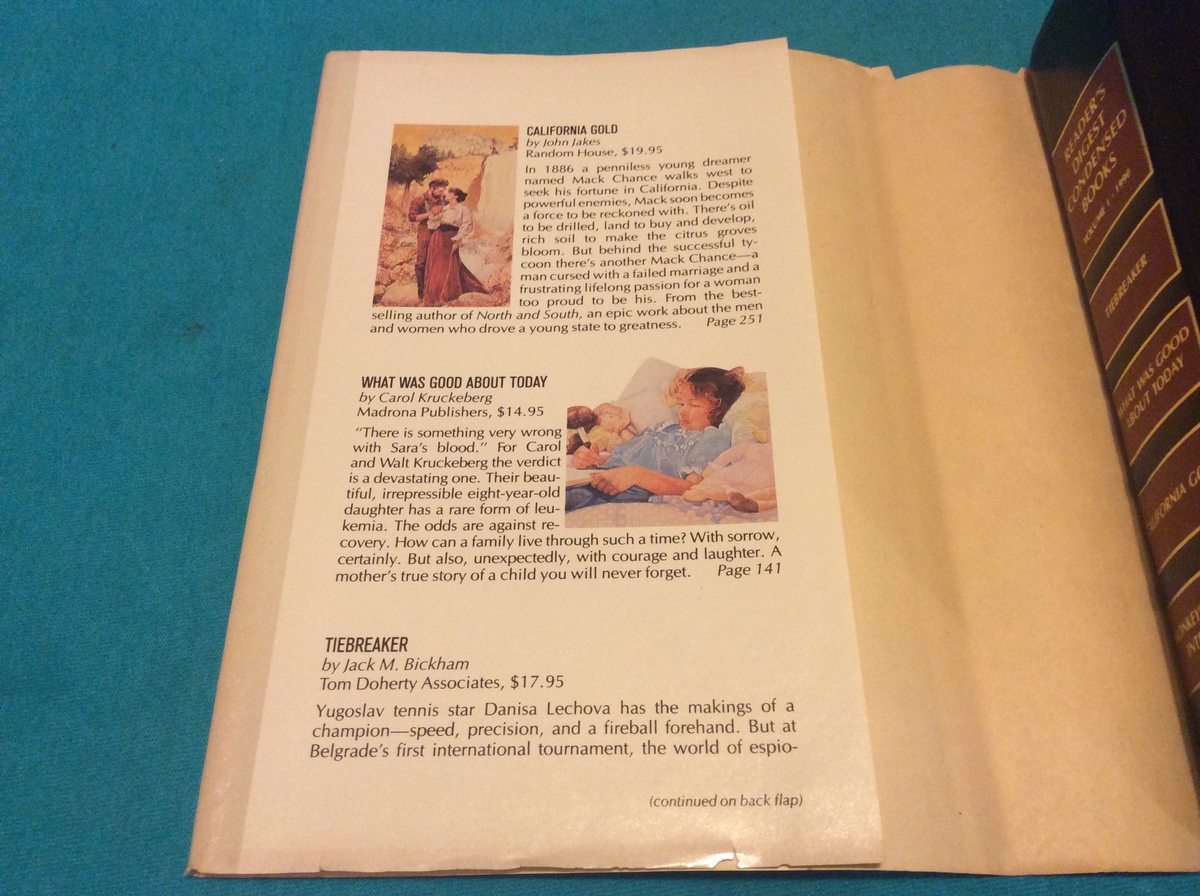 CALIFORNIA GOLD
by John Jakes
Random House, $19.95
In 1886 a penniless young dreamer
named Mack Chance walks west to
seek his fortune in California. Despite
powerful enemies, Mack soon becomes
a force to be reckoned with. There's oil
to be drilled, land to buy and develop,
rich soil to make the citrus groves
bloom. But behind the successful ty-
coon there's another Mack Chance—a
man cursed with a failed marriage and a
frustrating lifelong passion for a woman
too proud to be his. From the best-
selling author of North and South, an epic work about the men
and women who drove a young state to greatness. Page 251
WHAT WAS GOOD ABOUT TODAY
by Carol Kruckeberg
Madrona Publishers, $14.95
"There is something very wrong
with Sara's blood." For Carol
and Walt Kruckeberg the verdict
is a devastating one. Their beau-
tiful, irrepressible eight-year-old
daughter has a rare form of leu-
kemia. The odds are against re-
covery. How can a family live through such a time? With sorrow,
certainly. But also, unexpectedly, with courage and laughter. A
mother's true story of a child you will never forget. Page 141
TIEBREAKER
by Jack M. Bickham
Tom Doherty Associates, $17.95
Yugoslav tennis star Danisa Lechova has the makings of a
champion—speed, precision, and a fireball forehand. But at
Belgrade's first international tournament, the world of espio-
(continued on back flap)
READER'S
DIGEST
CONDENSED
BOOKS
VOLUME 1 · 1990
TIEBREAKER
WHAT WAS GOOD
ABOUT TODAY